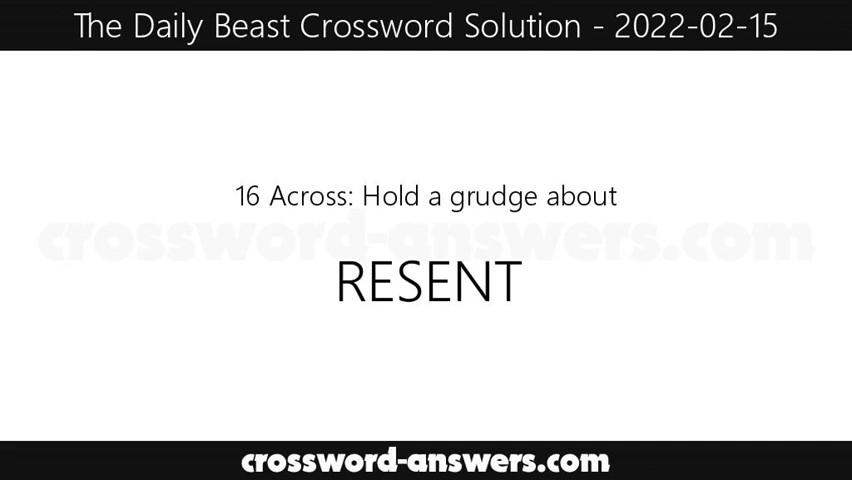 The Daily Beast Crossword Solution - 2022-02-15
16 Across: Hold a grudge about
crossword-answers.com
RESENT
crossword-answers.com